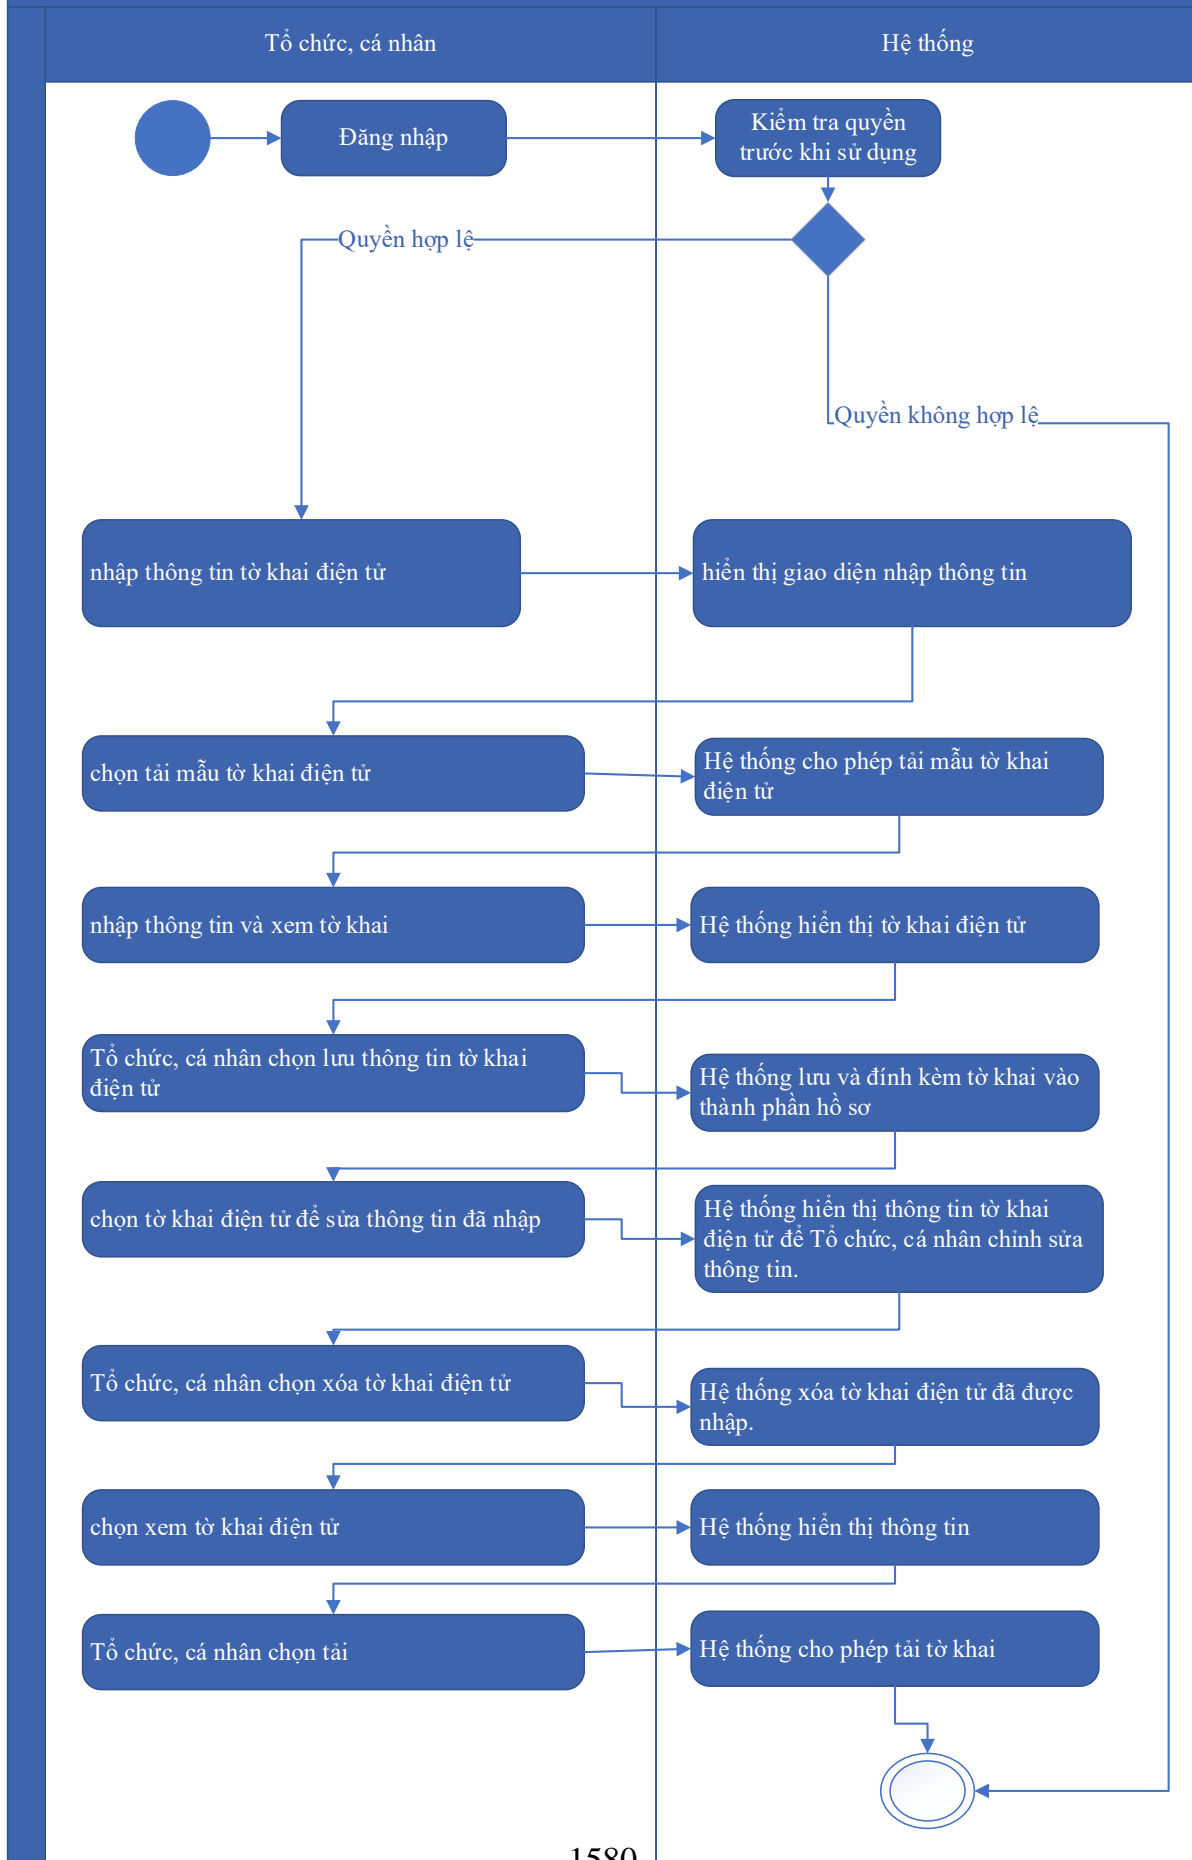 Tổ chức, cá nhân
Hệ thống
Đăng nhập
Kiểm tra quyền
trước khi sử dụng
Quyền hợp lệ
Quyền không hợp lệ
nhập thông tin tờ khai điện tử
hiển thị giao diện nhập thông tin
chọn tải mẫu tờ khai điện tử
Hệ thống cho phép tải mẫu tờ khai
điện tử
nhập thông tin và xem tờ khai
Hệ thống hiển thị tờ khai điện tử
Tổ chức, cá nhân chọn lưu thông tin tờ khai
điện tử
Hệ thống lưu và đính kèm tờ khai vào
thành phần hồ sơ
chọn tờ khai điện tử để sửa thông tin đã nhập
Hệ thống hiển thị thông tin tờ khai
điện tử để Tổ chức, cá nhân chỉnh sửa
thông tin.
Tổ chức, cá nhân chọn xóa tờ khai điện tử
Hệ thống xóa tờ khai điện tử đã được
nhập.
chọn xem tờ khai điện tử
Hệ thống hiển thị thông tin
Tổ chức, cá nhân chọn tải
Hệ thống cho phép tải tờ khai
1580